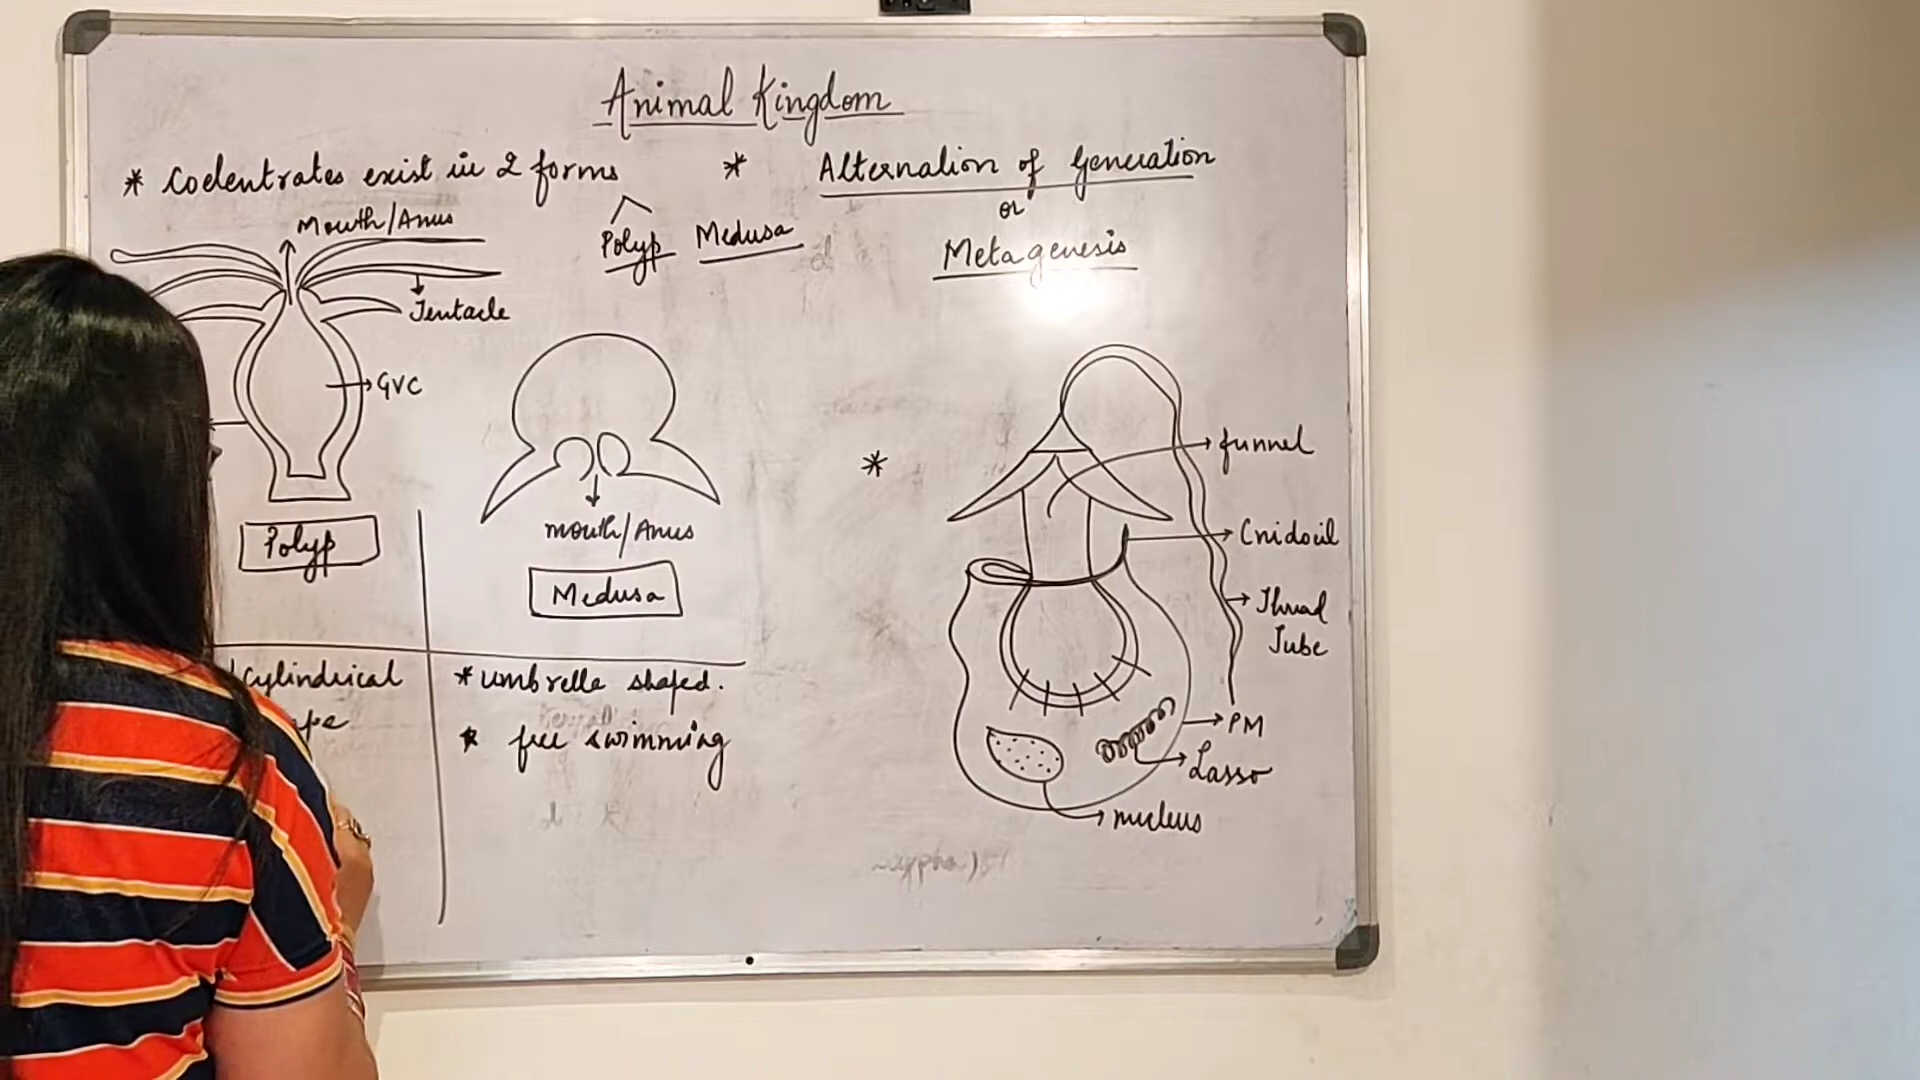 Animal Kingdom
* Coelentrates exist in 2 forms
Polyp Medusa
* Alternation of Generation
or
Metagenesis
Mouth/Anus
Tentacle
GVC
Polyp
mouth/Anus
Medusa
Cylindrical
* umbrella shaped.
* free swimming
*
funnel
Cnidocil
Thread
Tube
PM
Lasso
nucleus